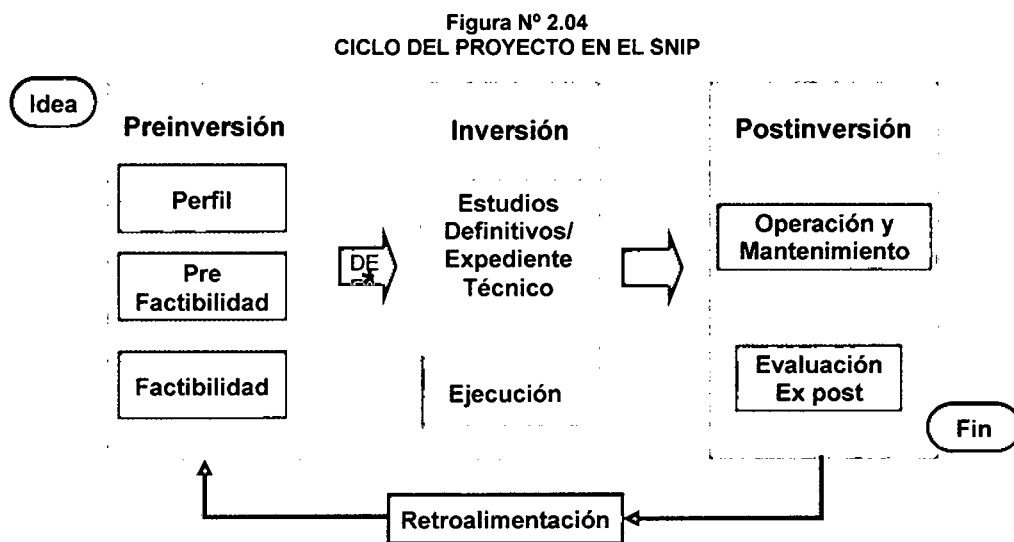 Figura Nº 2.04
CICLO DEL PROYECTO EN EL SNIP
Idea
Preinversión
Perfil
Pre
Factibilidad
Factibilidad
DE
Inversión
Estudios
Definitivos/
Expediente
Técnico
Ejecución
Postinversión
Operación y
Mantenimiento
Evaluación
Ex post
Fin
Retroalimentación